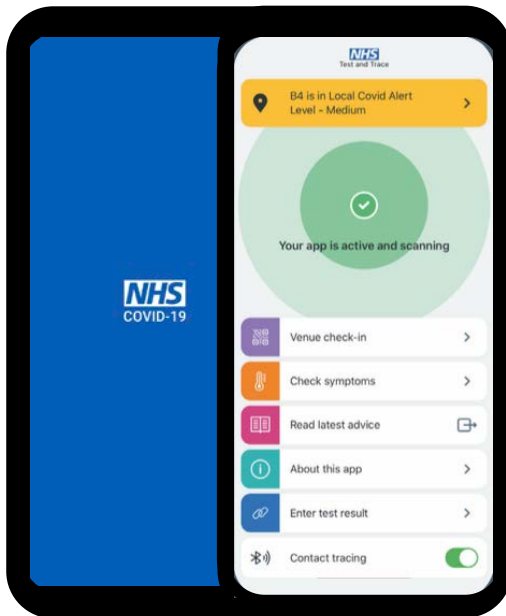 NHS
COVID-19
NHS
Test and Trace
B4 is in Local Covid Alert
Level - Medium
Your app is active and scanning
Venue check-in
Check symptoms
Read latest advice
About this app
Enter test result
Contact tracing